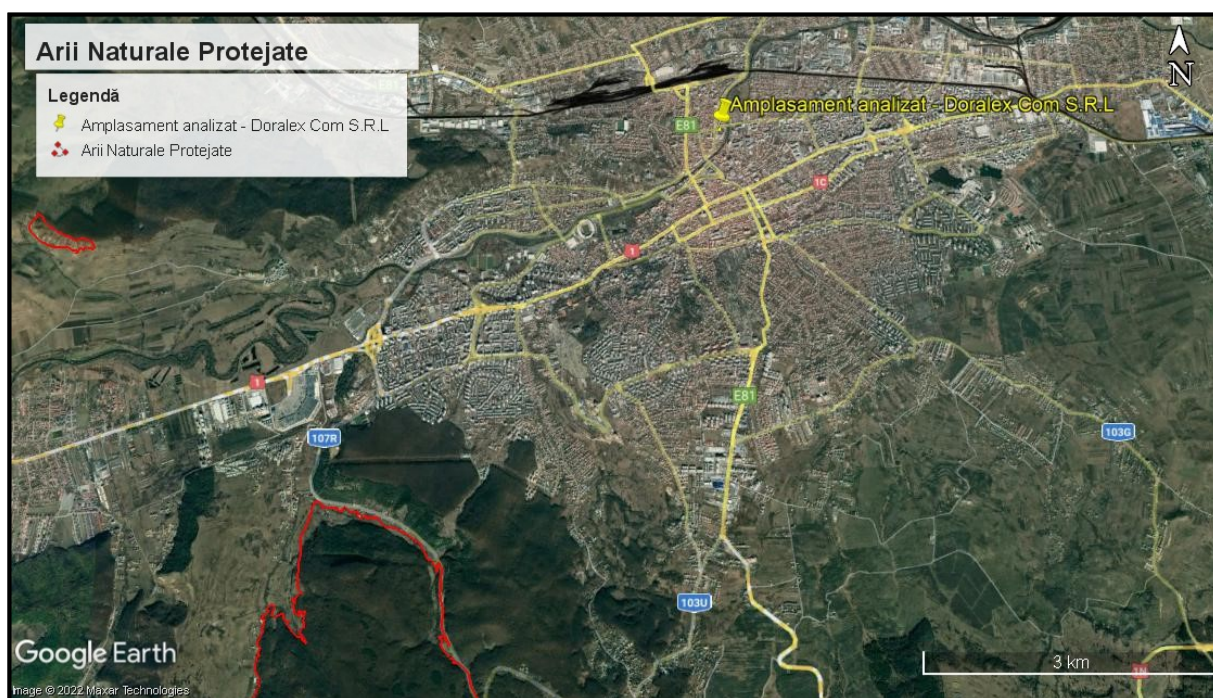 Arii Naturale Protejate
Legendă
Amplasament analizat - Doralex Com S.R.L
Arii Naturale Protejate
N
Amplasament analizat - Doralex Com S.R.L
E81
1C
1
1
E81
107R
103G
103U
1N
3 km
Google Earth
Image © 2022 Maxar Technologies